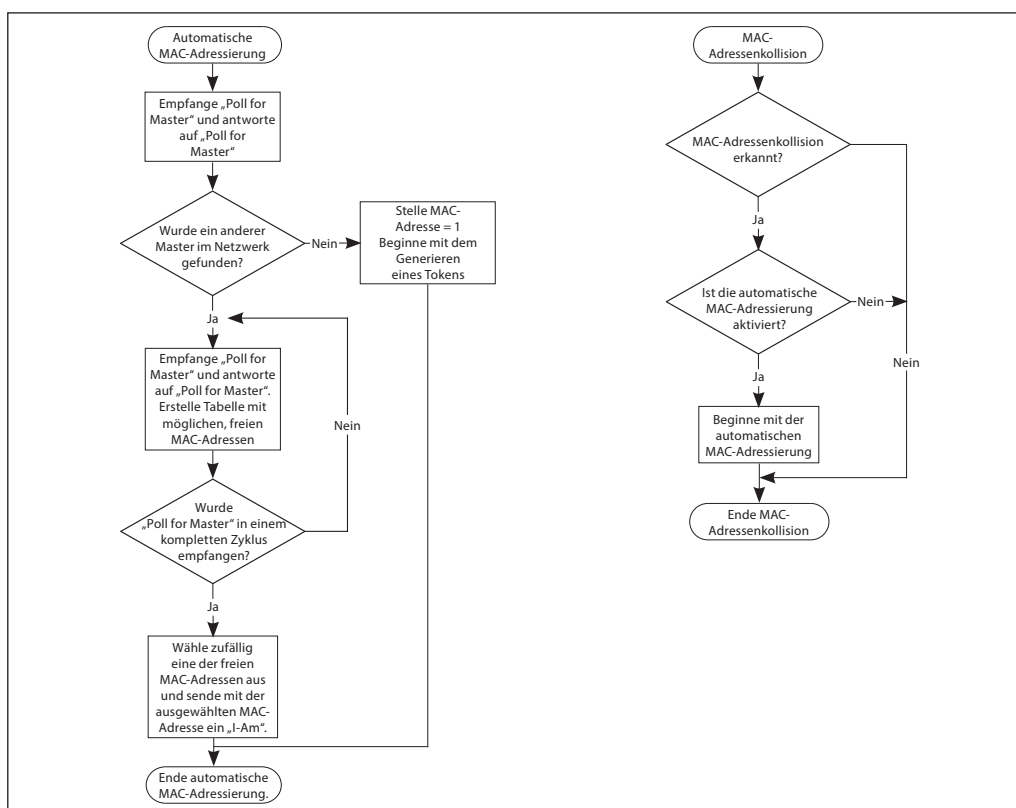 Automatische
MAC-Adressierung
Empfange „Poll for
Master“ und antworte
auf „Poll for
Master“
Wurde ein anderer
Master im Netzwerk
gefunden?
Nein
Stelle MAC-
Adresse = 1
Beginne mit dem
Generieren
eines Tokens
Ja
Empfange „Poll for
Master“ und antworte
auf „Poll for Master“.
Erstelle Tabelle mit
möglichen, freien
MAC-Adressen
Nein
Wurde
„Poll for Master“ in einem
kompletten Zyklus
empfangen?
Ja
Wähle zufällig
eine der freien
MAC-Adressen aus
und sende mit der
ausgewählten MAC-
Adresse ein „I-Am“.
Ende automatische
MAC-Adressierung.
MAC-
Adressenkollision
MAC-Adressenkollision
erkannt?
Ja
Ist die automatische
MAC-Adressierung
aktiviert?
Nein
Nein
Ja
Beginne mit der
automatischen
MAC-Adressierung
Ende MAC-
Adressenkollision